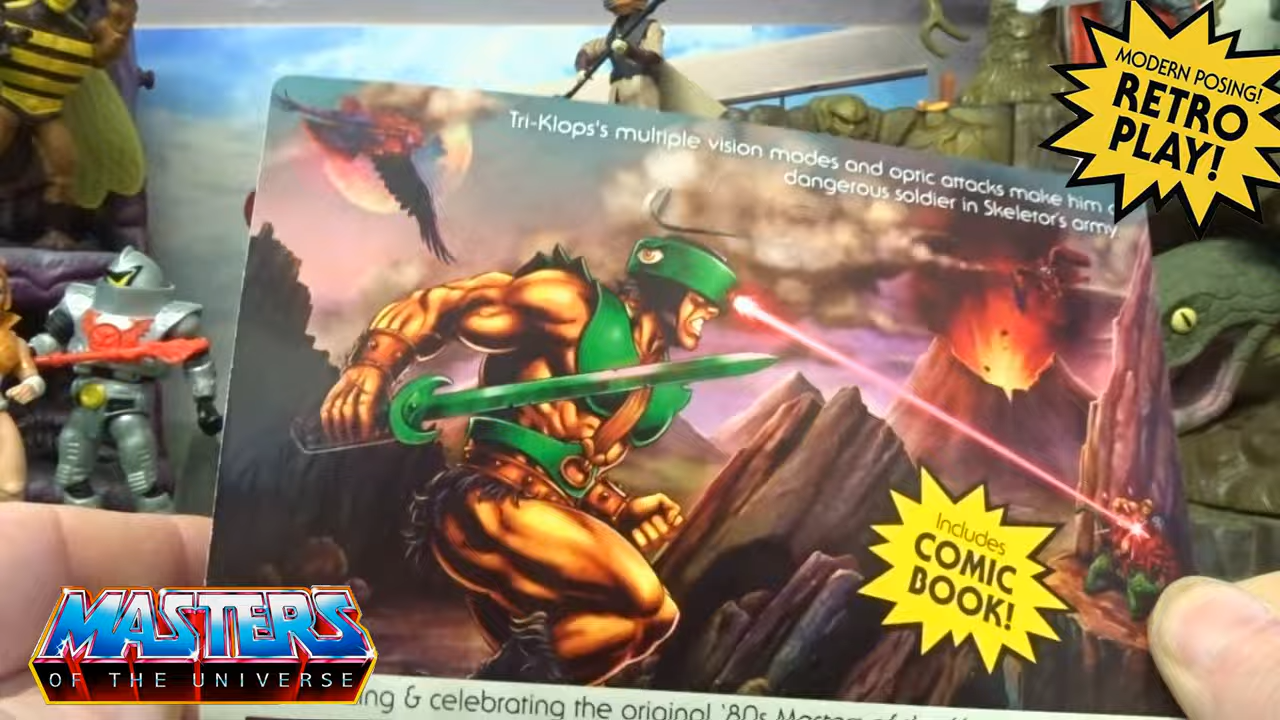 MODERN POSING!
RETRO
PLAY!
Tri-Klops's multiple vision modes and optic attacks make him
dangerous soldier in Skeletor's army.
Includes
COMIC
BOOK!
MASTERS
OF THE UNIVERSE
& celebrating the original '80s Masters of the